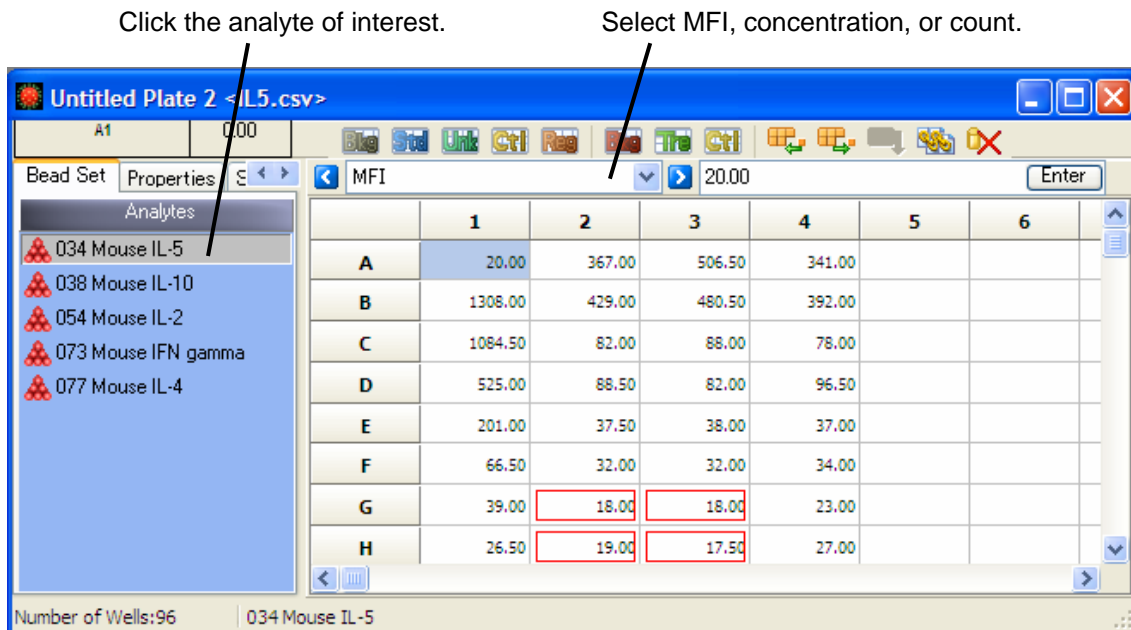 Click the analyte of interest. Select MFI, concentration, or count.
Untitled Plate 2 <IL5.csv>
A1 0.00 Bkg Std Unk Ctl Reg Bkg Tre Ctl
Bead Set Properties S MFI 20.00 Enter
Analytes 1 2 3 4 5 6
034 Mouse IL-5 A 20.00 367.00 506.50 341.00
038 Mouse IL-10 B 1308.00 429.00 480.50 392.00
054 Mouse IL-2 C 1084.50 82.00 88.00 78.00
073 Mouse IFN gamma D 525.00 88.50 82.00 96.50
077 Mouse IL-4 E 201.00 37.50 38.00 37.00
F 66.50 32.00 32.00 34.00
G 39.00 18.00 18.00 23.00
H 26.50 19.00 17.50 27.00
Number of Wells:96 034 Mouse IL-5